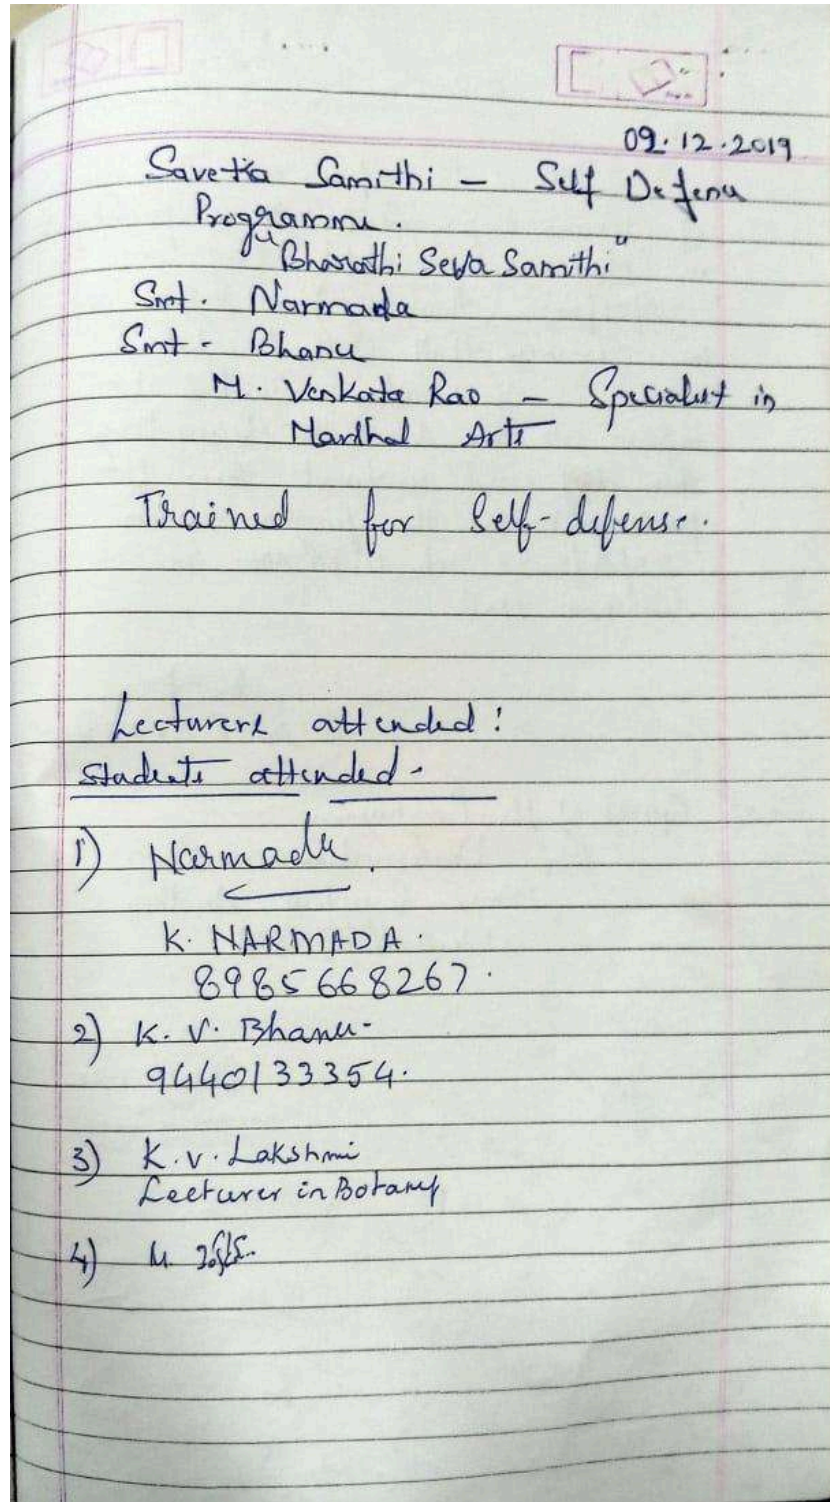 09.12.2019
Savetha Samithi - Self Defence
Programme.
"Bharathi Seva Samithi"
Smt. Narmada
Smt - Bhanu
M. Venkata Rao - Specialist in
Marthal Arts
Trained for Self-defense.
Lecturers attended:
Students attended -
1) Narmada.
K. NARMADA.
8985668267.
2) K. V. Bhanu-
9440133354.
3) K.V. Lakshmi
Lecturer in Botany
4) M.